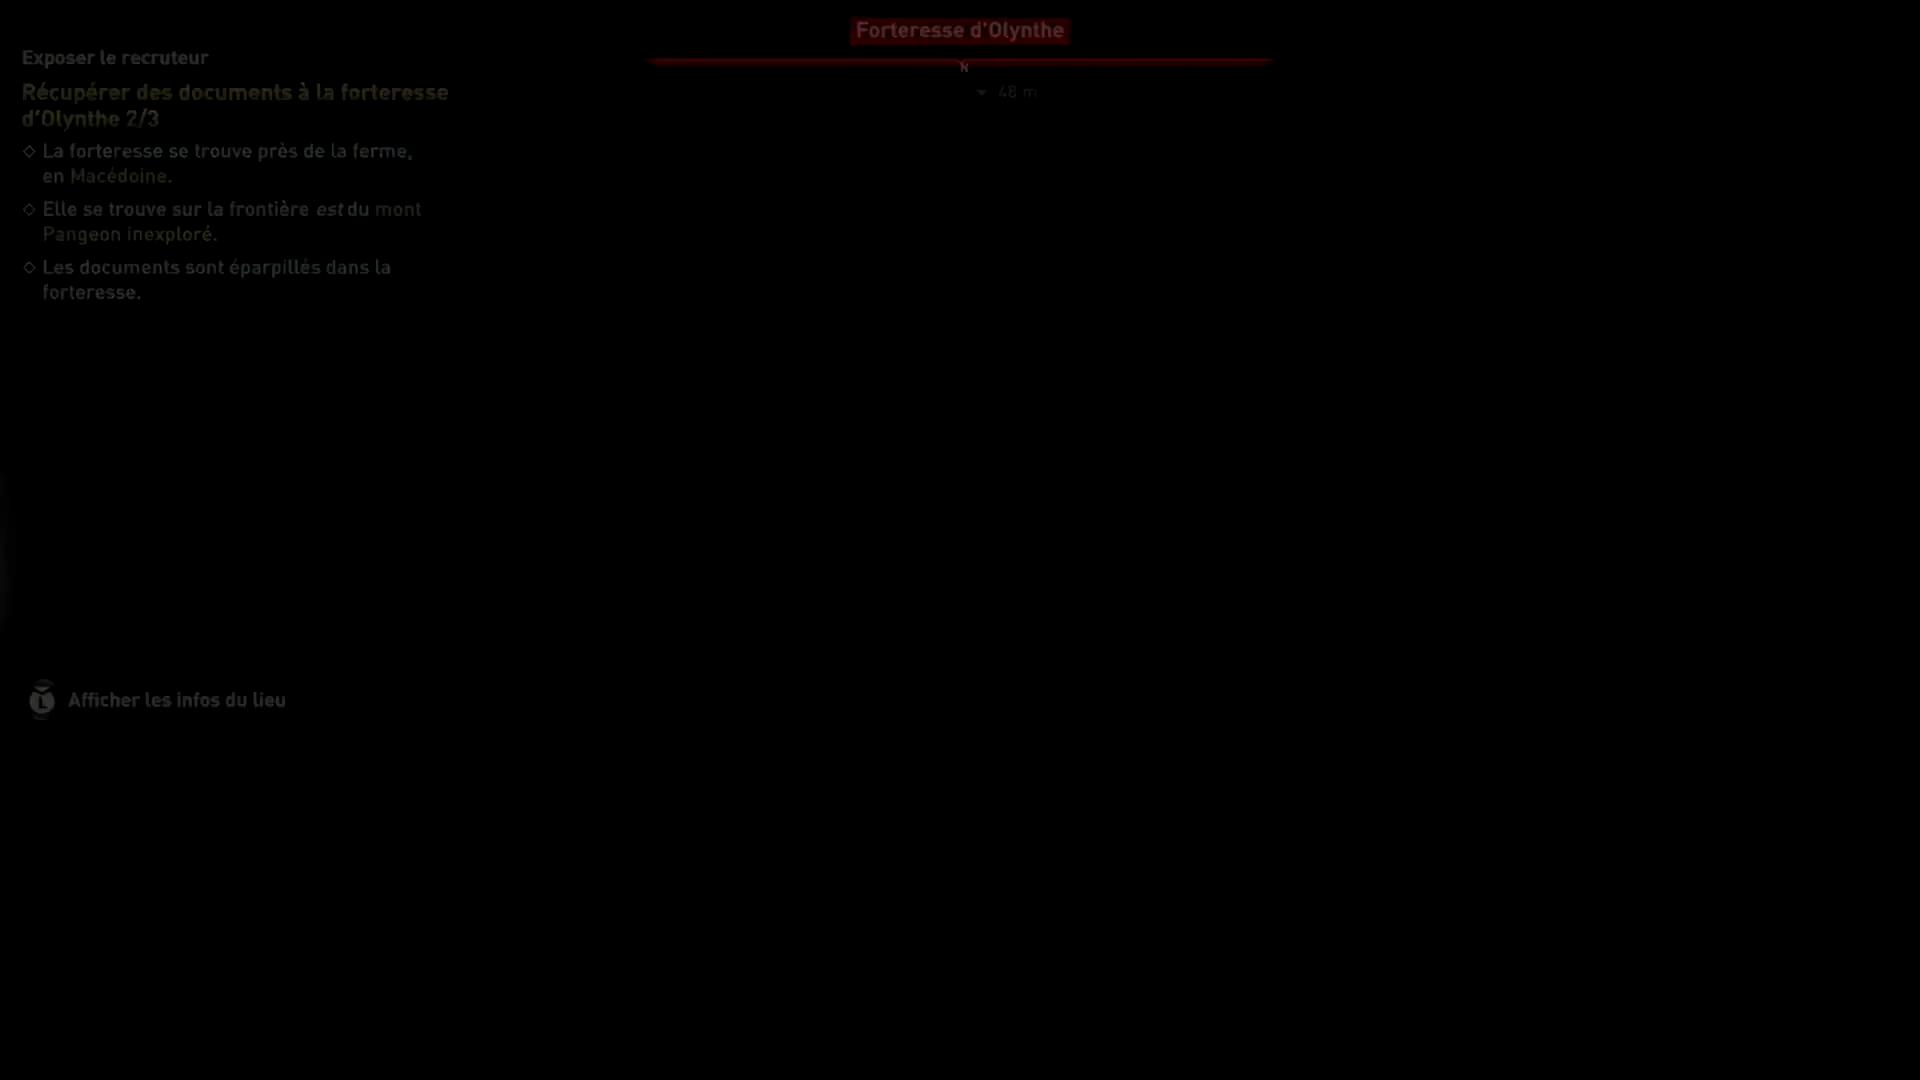 Forteresse d'Olynthe
N
48 m
Exposer le recruteur
Récupérer des documents à la forteresse
d'Olynthe 2/3
◇ La forteresse se trouve près de la ferme,
en Macédoine.
◇ Elle se trouve sur la frontière est du mont
Pangeon inexploré.
◇ Les documents sont éparpillés dans la
forteresse.
L Afficher les infos du lieu